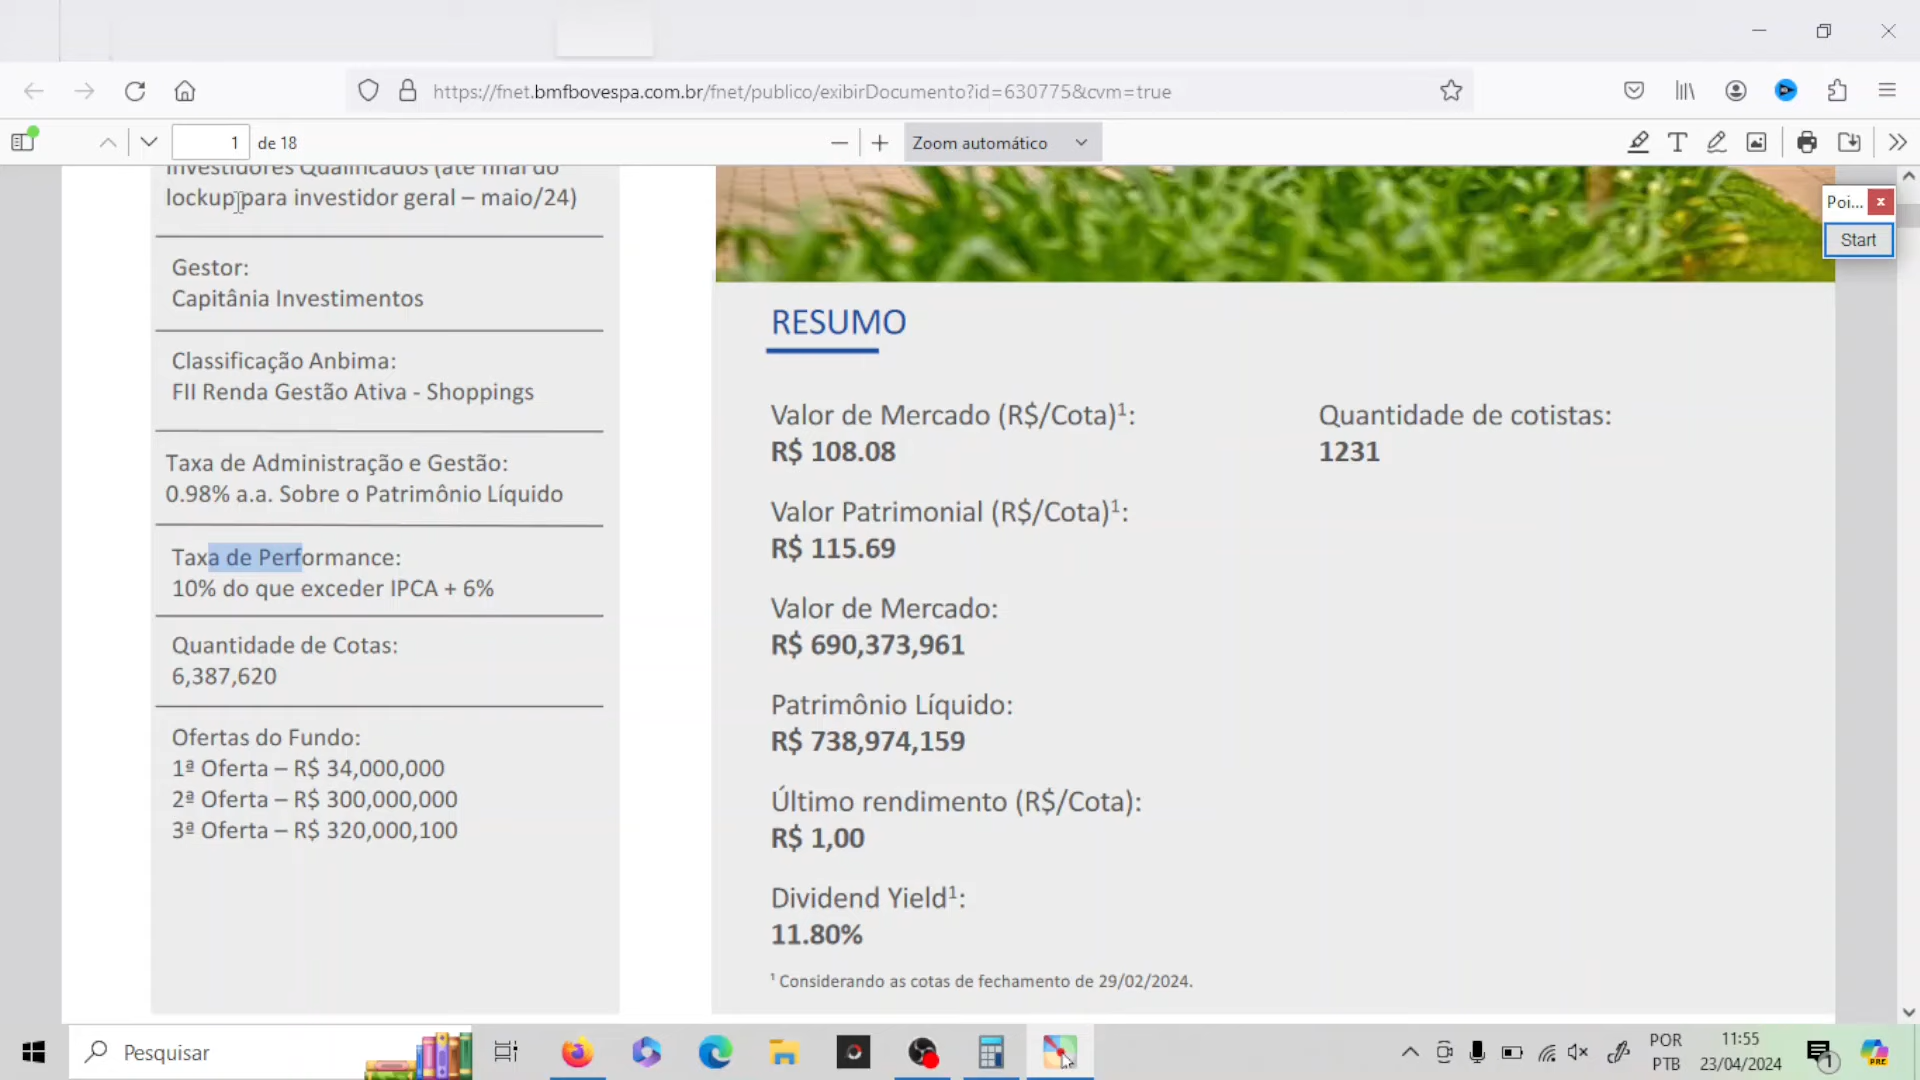 https://fnet.bmfbovespa.com.br/fnet/publico/exibirDocumento?id=630775&cvm=true
1 de 18
Zoom automático
Investidores Qualificados (até final do
lockup para investidor geral – maio/24)
Gestor:
Capitânia Investimentos
Classificação Anbima:
FII Renda Gestão Ativa - Shoppings
Taxa de Administração e Gestão:
0.98% a.a. Sobre o Patrimônio Líquido
Taxa de Performance:
10% do que exceder IPCA + 6%
Quantidade de Cotas:
6,387,620
Ofertas do Fundo:
1ª Oferta – R$ 34,000,000
2ª Oferta – R$ 300,000,000
3ª Oferta – R$ 320,000,100
RESUMO
Valor de Mercado (R$/Cota)¹:
R$ 108.08
Valor Patrimonial (R$/Cota)¹:
R$ 115.69
Valor de Mercado:
R$ 690,373,961
Patrimônio Líquido:
R$ 738,974,159
Último rendimento (R$/Cota):
R$ 1,00
Dividend Yield¹:
11.80%
¹ Considerando as cotas de fechamento de 29/02/2024.
Quantidade de cotistas:
1231
Poi... x
Start
Pesquisar
POR
PTB
11:55
23/04/2024
1
PRE